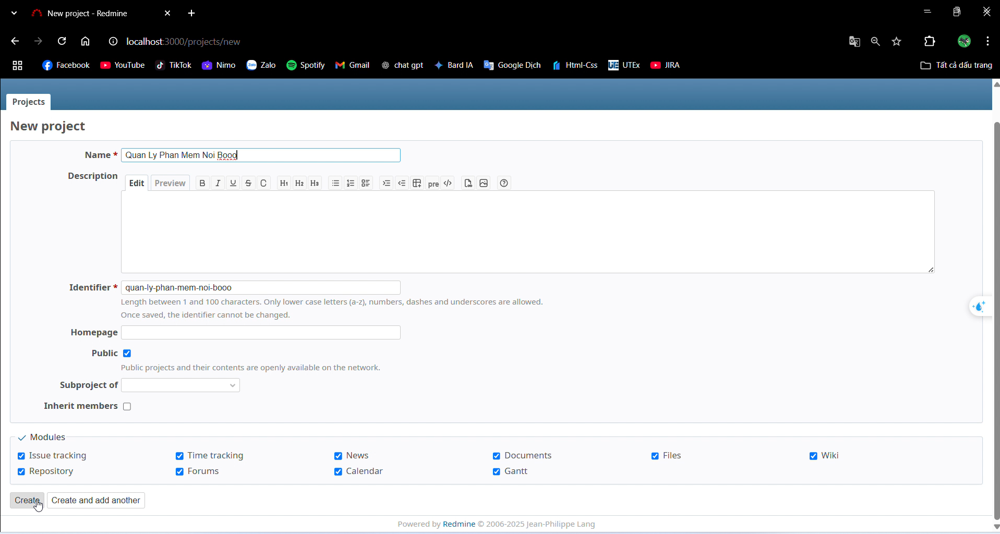 New project - Redmine
localhost:3000/projects/new
Facebook YouTube TikTok Nimo Zalo Spotify Gmail chat gpt Bard IA Google Dịch Html-Css UTEx JIRA Tất cả dấu trang
Projects
New project
Name * Quan Ly Phan Mem Noi Booo
Description Edit Preview B I U S C H1 H2 H3 pre </>
Identifier * quan-ly-phan-mem-noi-booo
Length between 1 and 100 characters. Only lower case letters (a-z), numbers, dashes and underscores are allowed.
Once saved, the identifier cannot be changed.
Homepage
Public
Public projects and their contents are openly available on the network.
Subproject of
Inherit members
Modules
Issue tracking Time tracking News Documents Files Wiki
Repository Forums Calendar Gantt
Create Create and add another
Powered by Redmine © 2006-2025 Jean-Philippe Lang